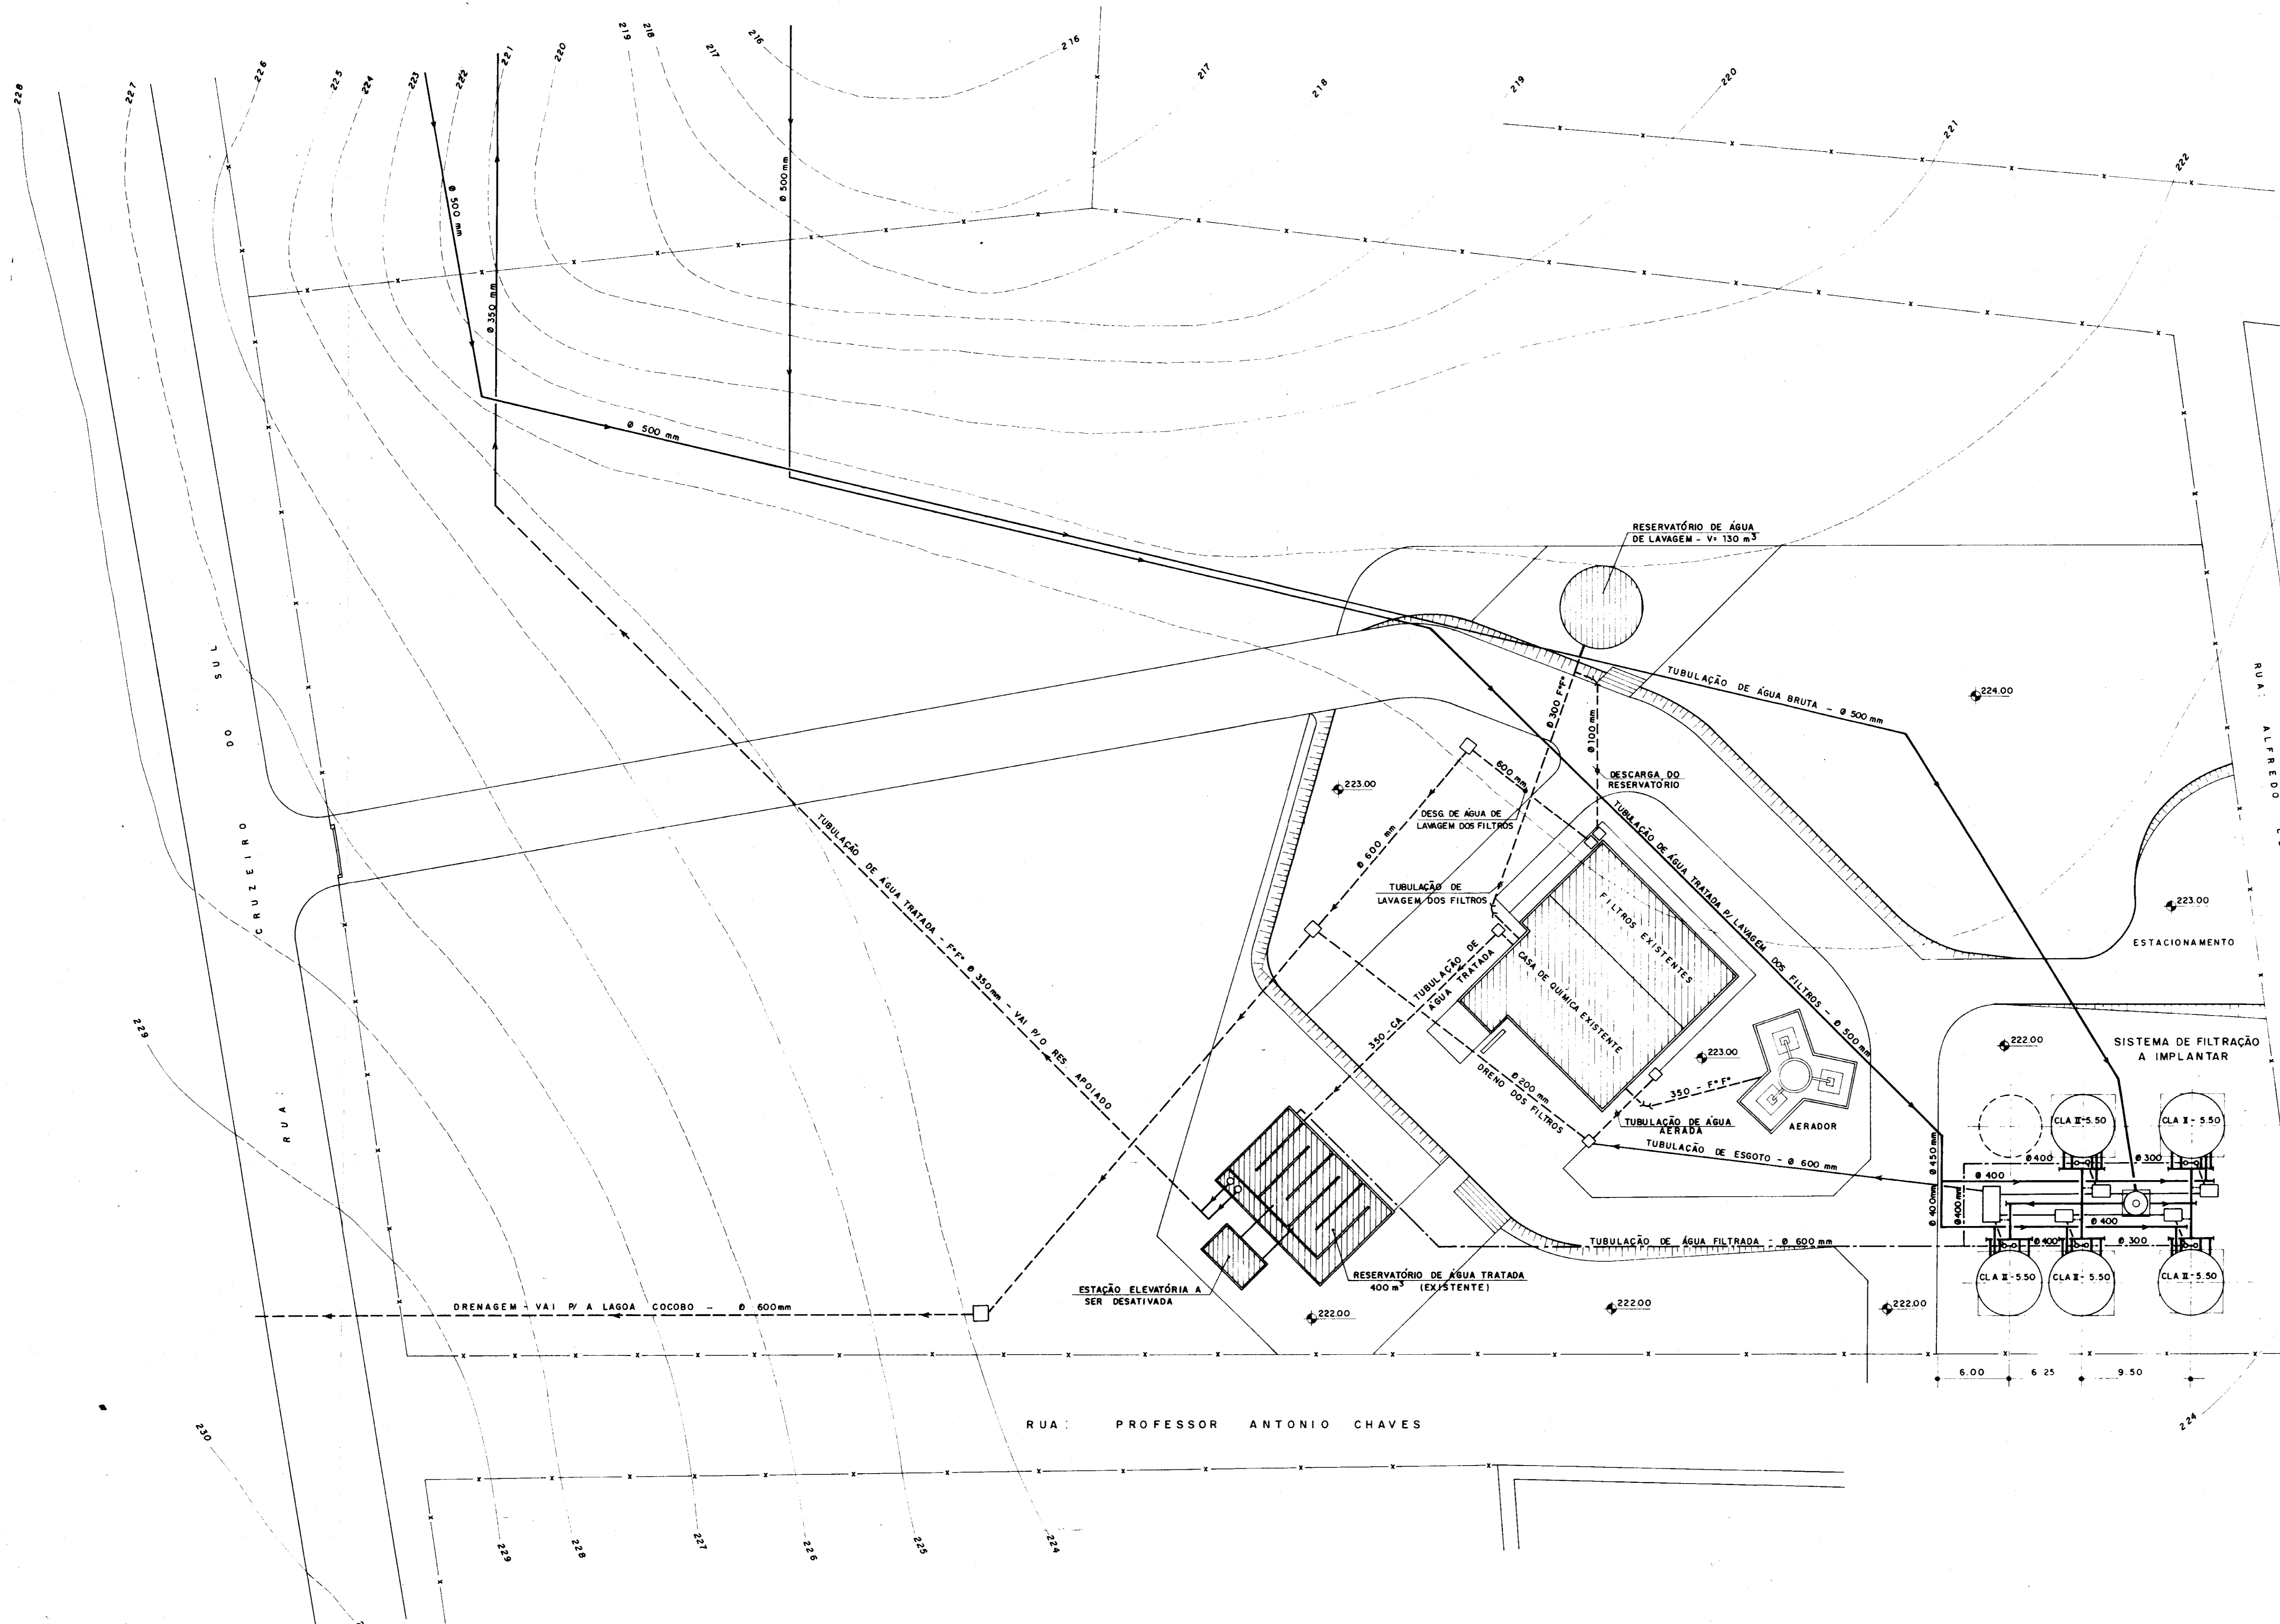 228
227
226
225
224
223
222
221
220
219
218
217
216
216
217
218
219
220
221
222
Ø 500 mm
Ø 350 mm
Ø 500 mm
Ø 500 mm
RESERVATÓRIO DE ÁGUA
DE LAVAGEM - V= 130 m³
TUBULAÇÃO DE ÁGUA BRUTA - Ø 500 mm
224.00
RUA: ALFREDO
Ø 300 FºFº
Ø 100 mm
DESCARGA DO
RESERVATÓRIO
600 mm
223.00
DESG. DE ÁGUA DE
LAVAGEM DOS FILTROS
Ø 600 mm
TUBULAÇÃO DE
LAVAGEM DOS FILTROS
TUBULAÇÃO DE ÁGUA TRATADA P/ LAVAGEM DOS FILTROS - Ø 500 mm
FILTROS EXISTENTES
CASA DE QUÍMICA EXISTENTE
223.00
ESTACIONAMENTO
RUA: CRUZEIRO DO SUL
TUBULAÇÃO DE ÁGUA TRATADA - FºFº Ø 350 mm - VAI P/ O RES. APOIADO
TUBULAÇÃO DE
ÁGUA TRATADA
350 - CA
Ø 200 mm
DRENO DOS FILTROS
223.00
350 - FºFº
TUBULAÇÃO DE ÁGUA
AERADA
AERADOR
TUBULAÇÃO DE ESGOTO - Ø 600 mm
222.00
SISTEMA DE FILTRAÇÃO
A IMPLANTAR
CLA II - 5.50
CLA II - 5.50
Ø 450 mm
Ø 400
Ø 300
Ø 400
Ø 400 mm
Ø 400 mm
Ø 400
Ø 400
Ø 300
CLA II - 5.50
CLA II - 5.50
CLA II - 5.50
TUBULAÇÃO DE ÁGUA FILTRADA - Ø 600 mm
RESERVATÓRIO DE ÁGUA TRATADA
400 m³ (EXISTENTE)
ESTAÇÃO ELEVATÓRIA A
SER DESATIVADA
DRENAGEM - VAI P/ A LAGOA COCOBO - Ø 600 mm
222.00
222.00
222.00
6.00
6.25
9.50
RUA: PROFESSOR ANTONIO CHAVES
229
230
229
228
227
226
225
224
224